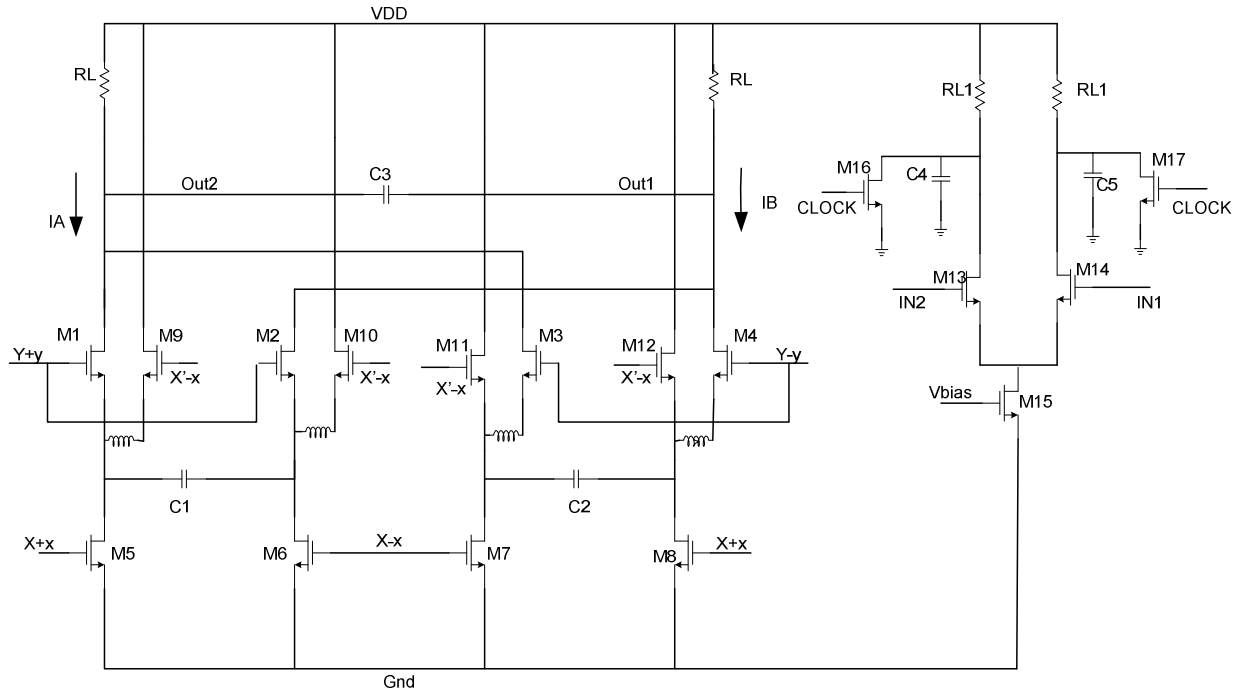 VDD
RL
RL
RL1
RL1
C3
Out2
Out1
IA
IB
M16
C4
C5
M17
CLOCK
CLOCK
M13
M14
IN2
IN1
M1
M9
M2
M10
M11
M3
M12
M4
Y+y
X'-x
X'-x
X'-x
X'-x
Y-y
Vbias
M15
C1
C2
X+x
M5
M6
X-x
M7
M8
X+x
Gnd